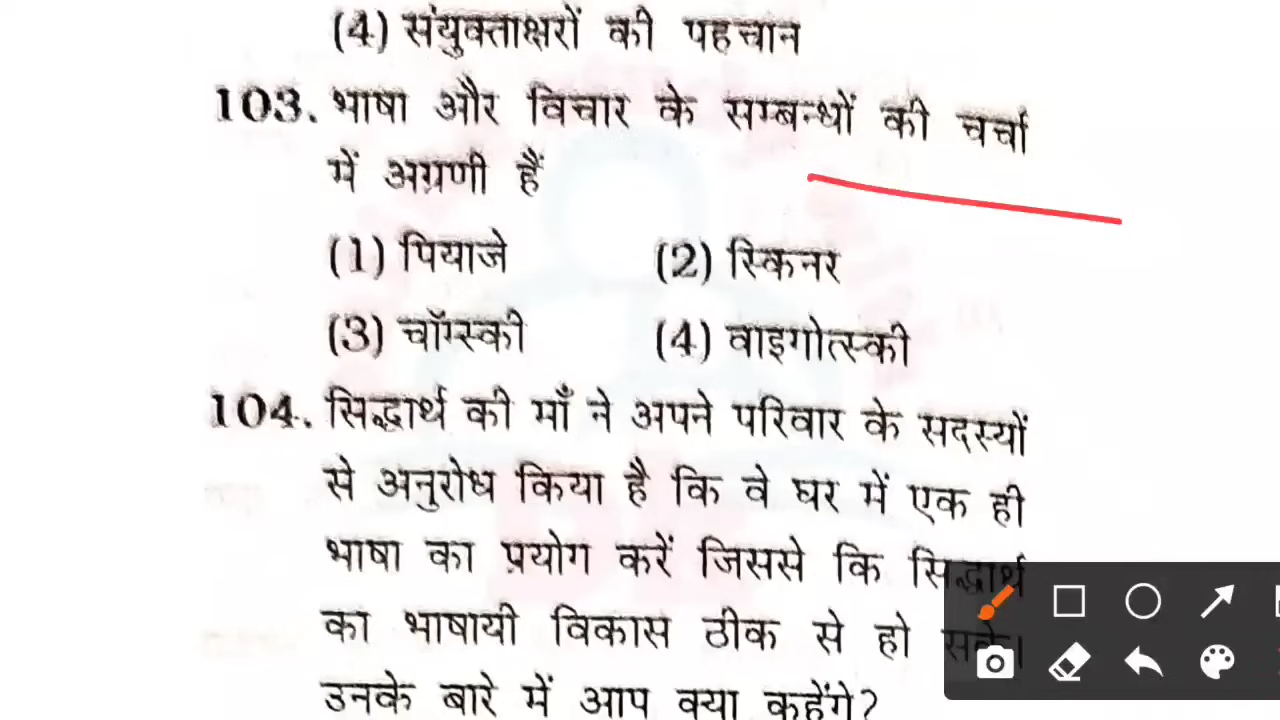 (4) संयुक्ताक्षरों की पहचान
103. भाषा और विचार के सम्बन्धों की चर्चा
में अग्रणी हैं
(1) पियाजे (2) स्किनर
(3) चॉम्स्की (4) वाइगोत्स्की
104. सिद्धार्थ की माँ ने अपने परिवार के सदस्यों
से अनुरोध किया है कि वे घर में एक ही
भाषा का प्रयोग करें जिससे कि सिद्धार्थ
का भाषायी विकास ठीक से हो सके।
उनके बारे में आप क्या कहेंगे?